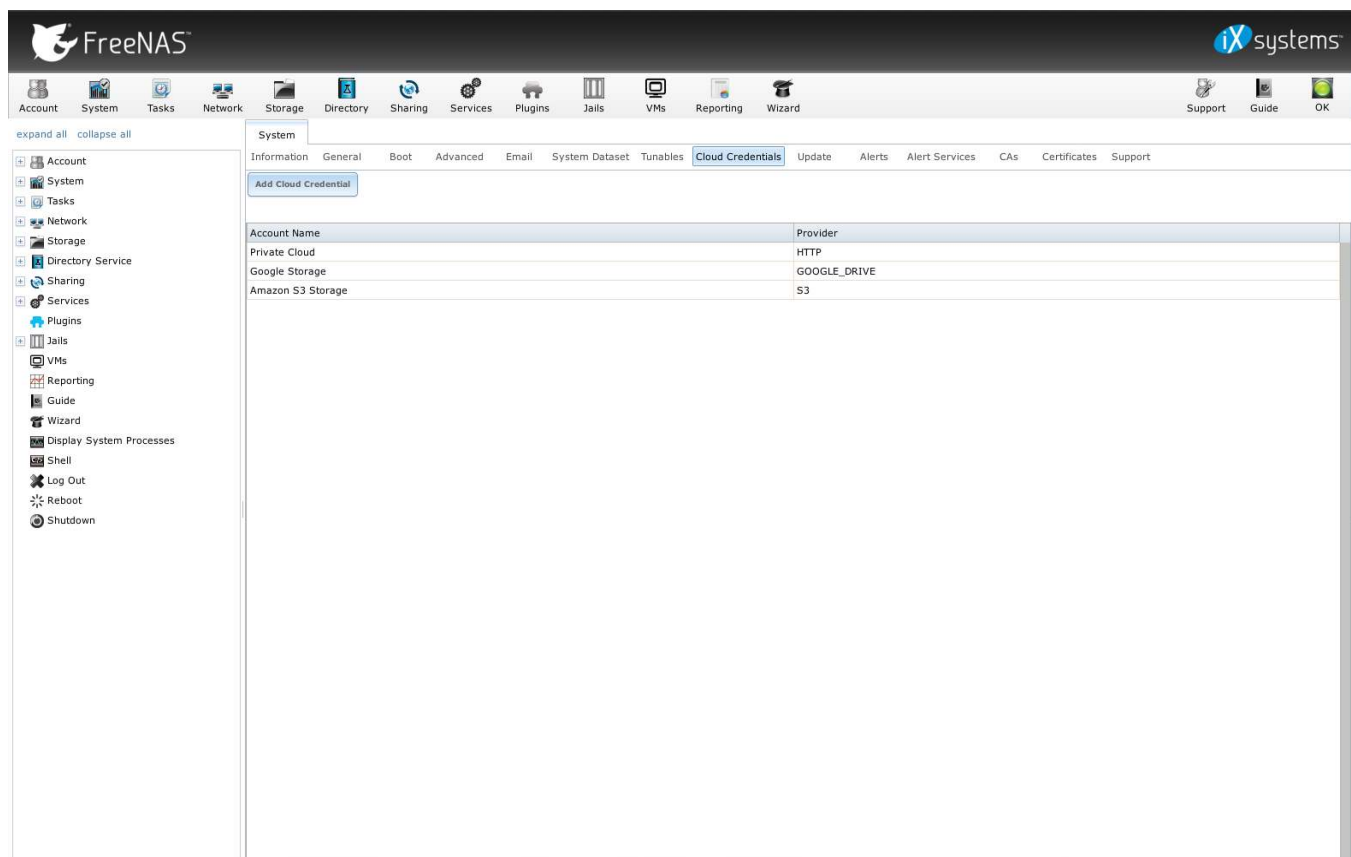 FreeNAS™
iXsystems™
Account System Tasks Network Storage Directory Sharing Services Plugins Jails VMs Reporting Wizard Support Guide OK
expand all collapse all
System
Information General Boot Advanced Email System Dataset Tunables Cloud Credentials Update Alerts Alert Services CAs Certificates Support
Add Cloud Credential
Account Name Provider
Private Cloud HTTP
Google Storage GOOGLE_DRIVE
Amazon S3 Storage S3
Account
System
Tasks
Network
Storage
Directory Service
Sharing
Services
Plugins
Jails
VMs
Reporting
Guide
Wizard
Display System Processes
Shell
Log Out
Reboot
Shutdown